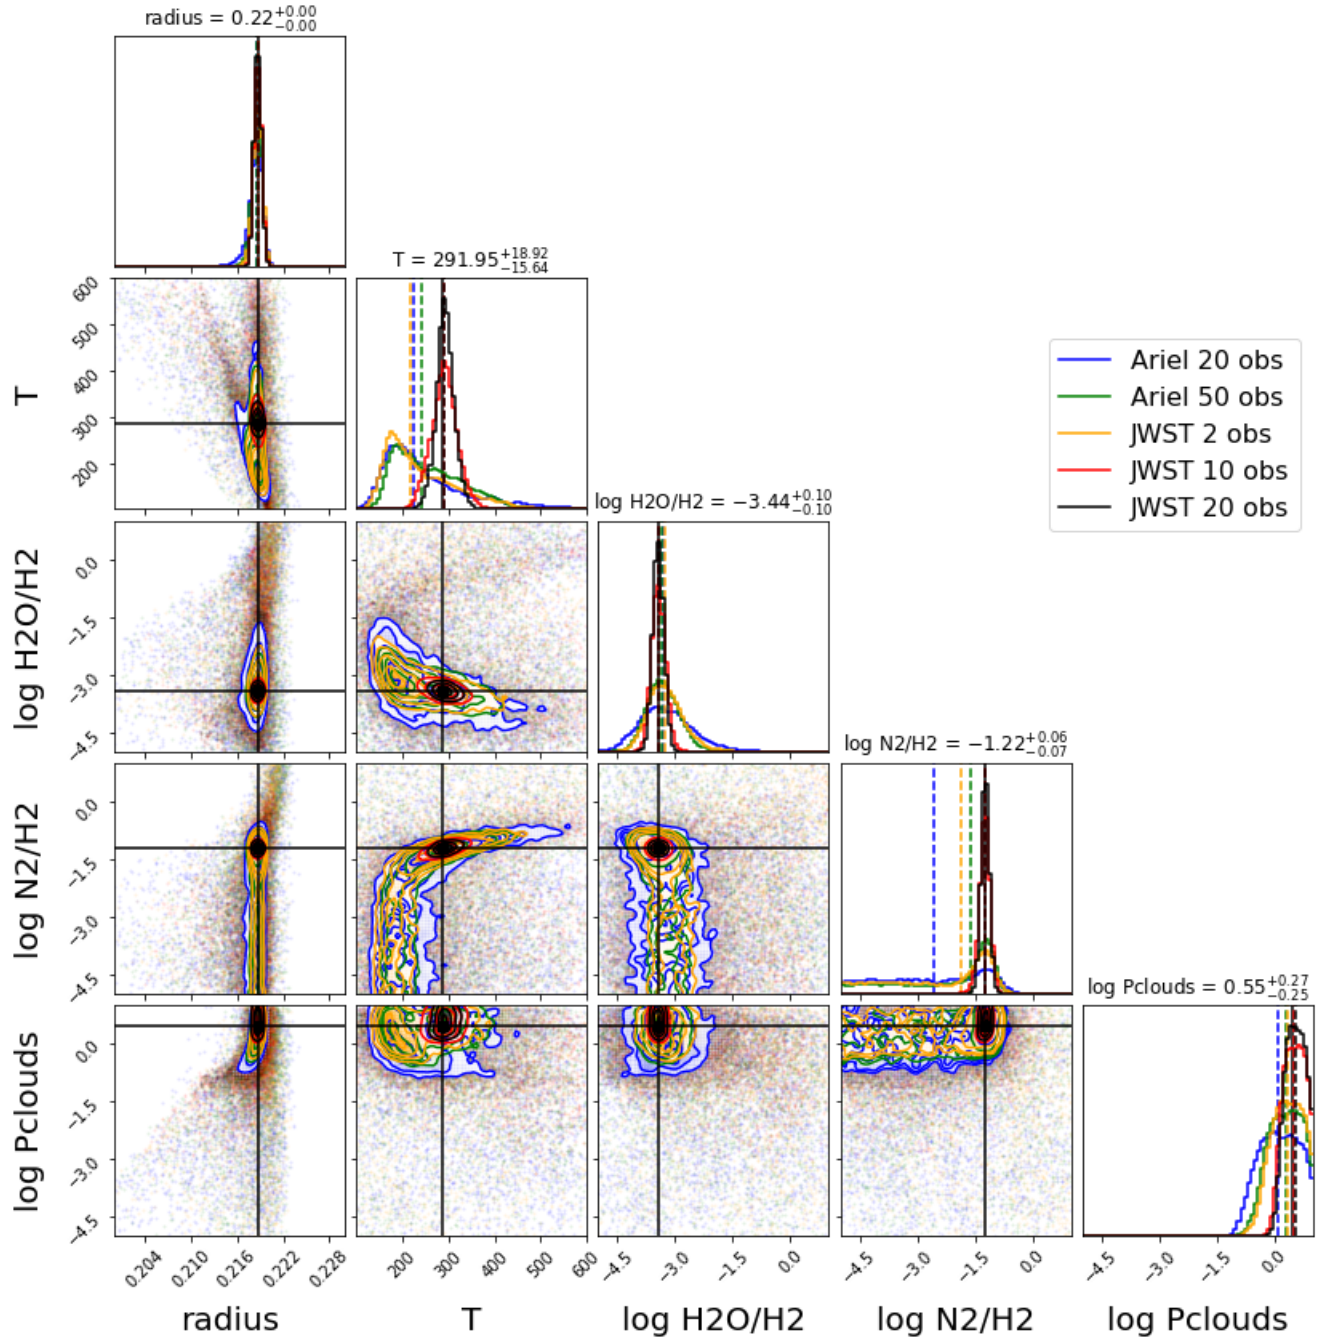 radius = 0.22+0.00−0.00
T = 291.95+18.92−15.64
log H2O/H2 = −3.44+0.10−0.10
log N2/H2 = −1.22+0.06−0.07
log Pclouds = 0.55+0.27−0.25
Ariel 20 obs
Ariel 50 obs
JWST 2 obs
JWST 10 obs
JWST 20 obs
T
600
500
400
300
200
log H2O/H2
0.0
−1.5
−3.0
−4.5
log N2/H2
0.0
−1.5
−3.0
−4.5
log Pclouds
0.0
−1.5
−3.0
−4.5
0.204 0.210 0.216 0.222 0.228
200 300 400 500 600
−4.5 −3.0 −1.5 0.0
−4.5 −3.0 −1.5 0.0
−4.5 −3.0 −1.5 0.0
radius
T
log H2O/H2
log N2/H2
log Pclouds